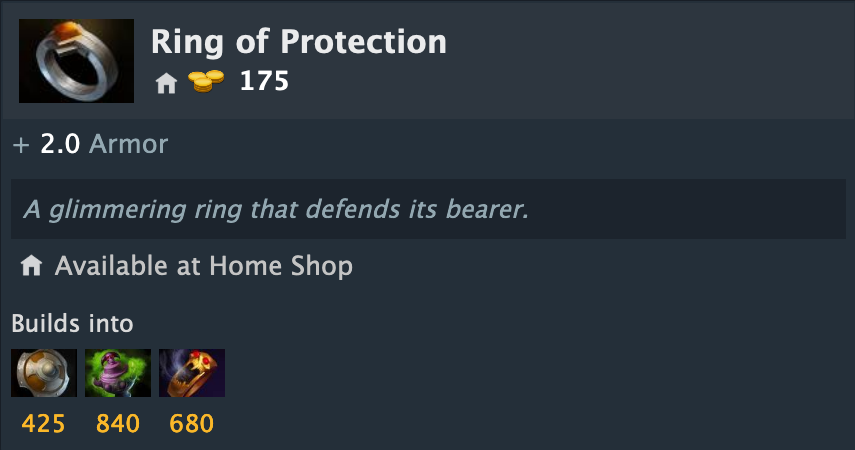 Ring of Protection
175
+ 2.0 Armor
A glimmering ring that defends its bearer.
Available at Home Shop
Builds into
425 840 680